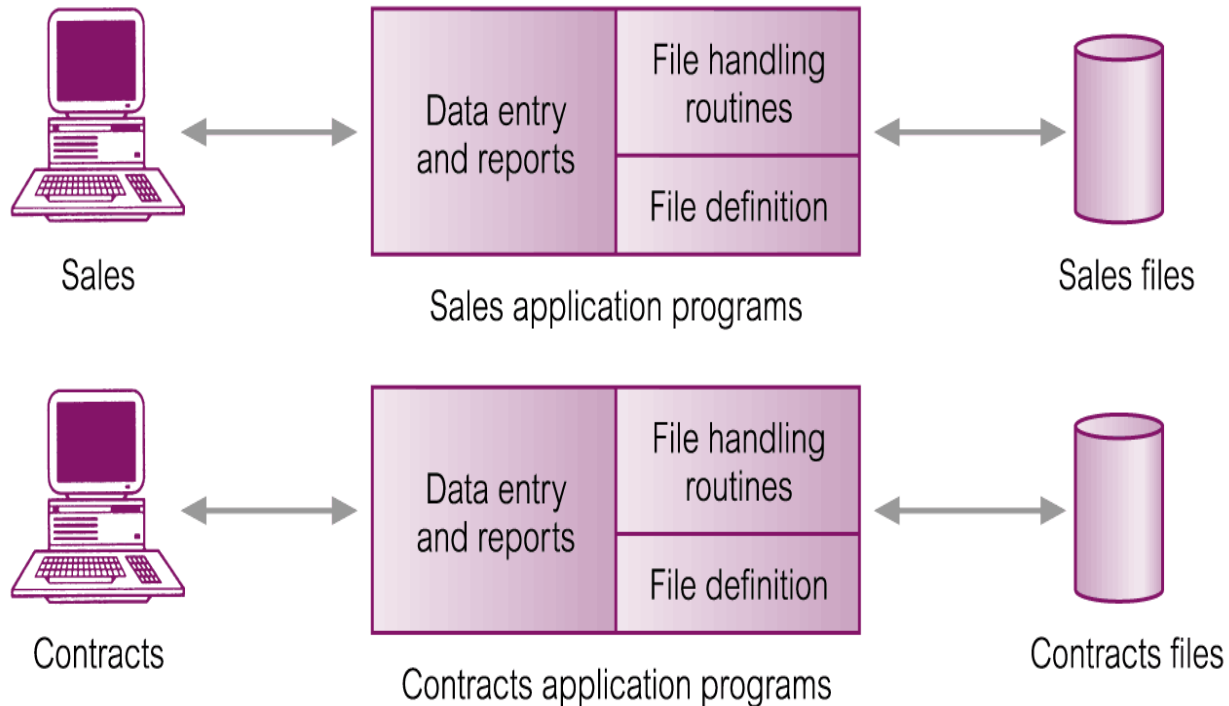 File handling
routines
Data entry
and reports
File definition
Sales
Sales files
Sales application programs
File handling
routines
Data entry
and reports
File definition
Contracts
Contracts files
Contracts application programs